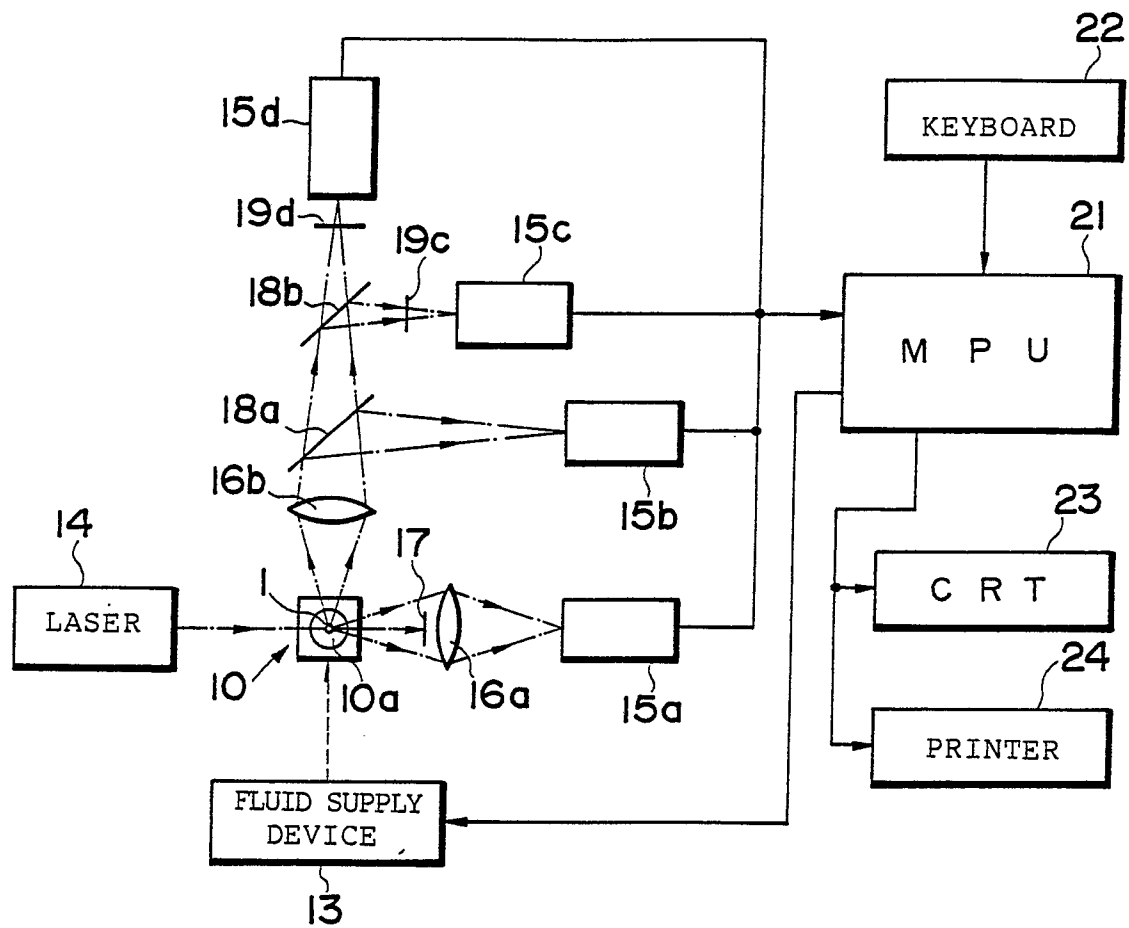 22
15d
KEYBOARD
19d
19c
15c
21
18b
M P U
18a
16b
15b
14
17
23
1
C R T
LASER
10
10a
16a
15a
24
PRINTER
FLUID SUPPLY
DEVICE
13